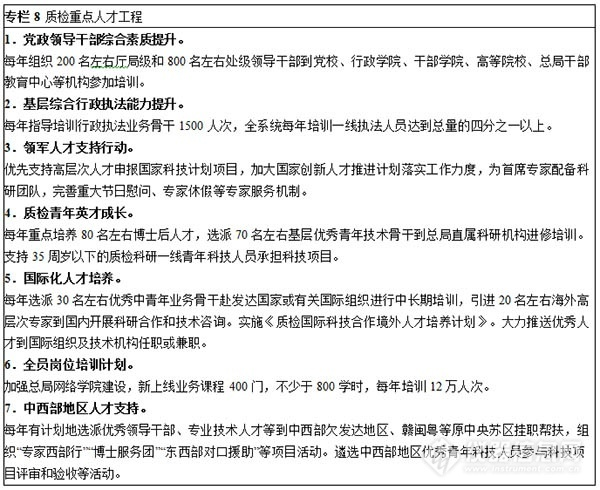 专栏 8 质检重点人才工程
1．党政领导干部综合素质提升。
每年组织 200 名左右厅局级和 800 名左右处级领导干部到党校、行政学院、干部学院、高等院校、总局干部
教育中心等机构参加培训。
2．基层综合行政执法能力提升。
每年指导培训行政执法业务骨干 1500 人次，全系统每年培训一线执法人员达到总量的四分之一以上。
3．领军人才支持行动。
优先支持高层次人才申报国家科技计划项目，加大国家创新人才推进计划落实工作力度，为首席专家配备科
研团队，完善重大节日慰问、专家休假等专家服务机制。
4．质检青年英才成长。
每年重点培养 80 名左右博士后人才，选派 70 名左右基层优秀青年技术骨干到总局直属科研机构进修培训。
支持 35 周岁以下的质检科研一线青年科技人员承担科技项目。
5．国际化人才培养。
每年选派 30 名左右优秀中青年业务骨干赴发达国家或有关国际组织进行中长期培训，引进 20 名左右海外高
层次专家到国内开展科研合作和技术咨询。实施《质检国际科技合作境外人才培养计划》。大力推送优秀人
才到国际组织及技术机构任职或兼职。
6．全员岗位培训计划。
加强总局网络学院建设，新上线业务课程 400 门，不少于 800 学时，每年培训 12 万人次。
7．中西部地区人才支持。
每年有计划地选派优秀领导干部、专业技术人才等到中西部欠发达地区、赣闽粤等原中央苏区挂职帮扶，组
织“专家西部行”“博士服务团”“东西部对口援助”等项目活动。遴选中西部地区优秀青年科技人员参与科技项
目评审和验收等活动。